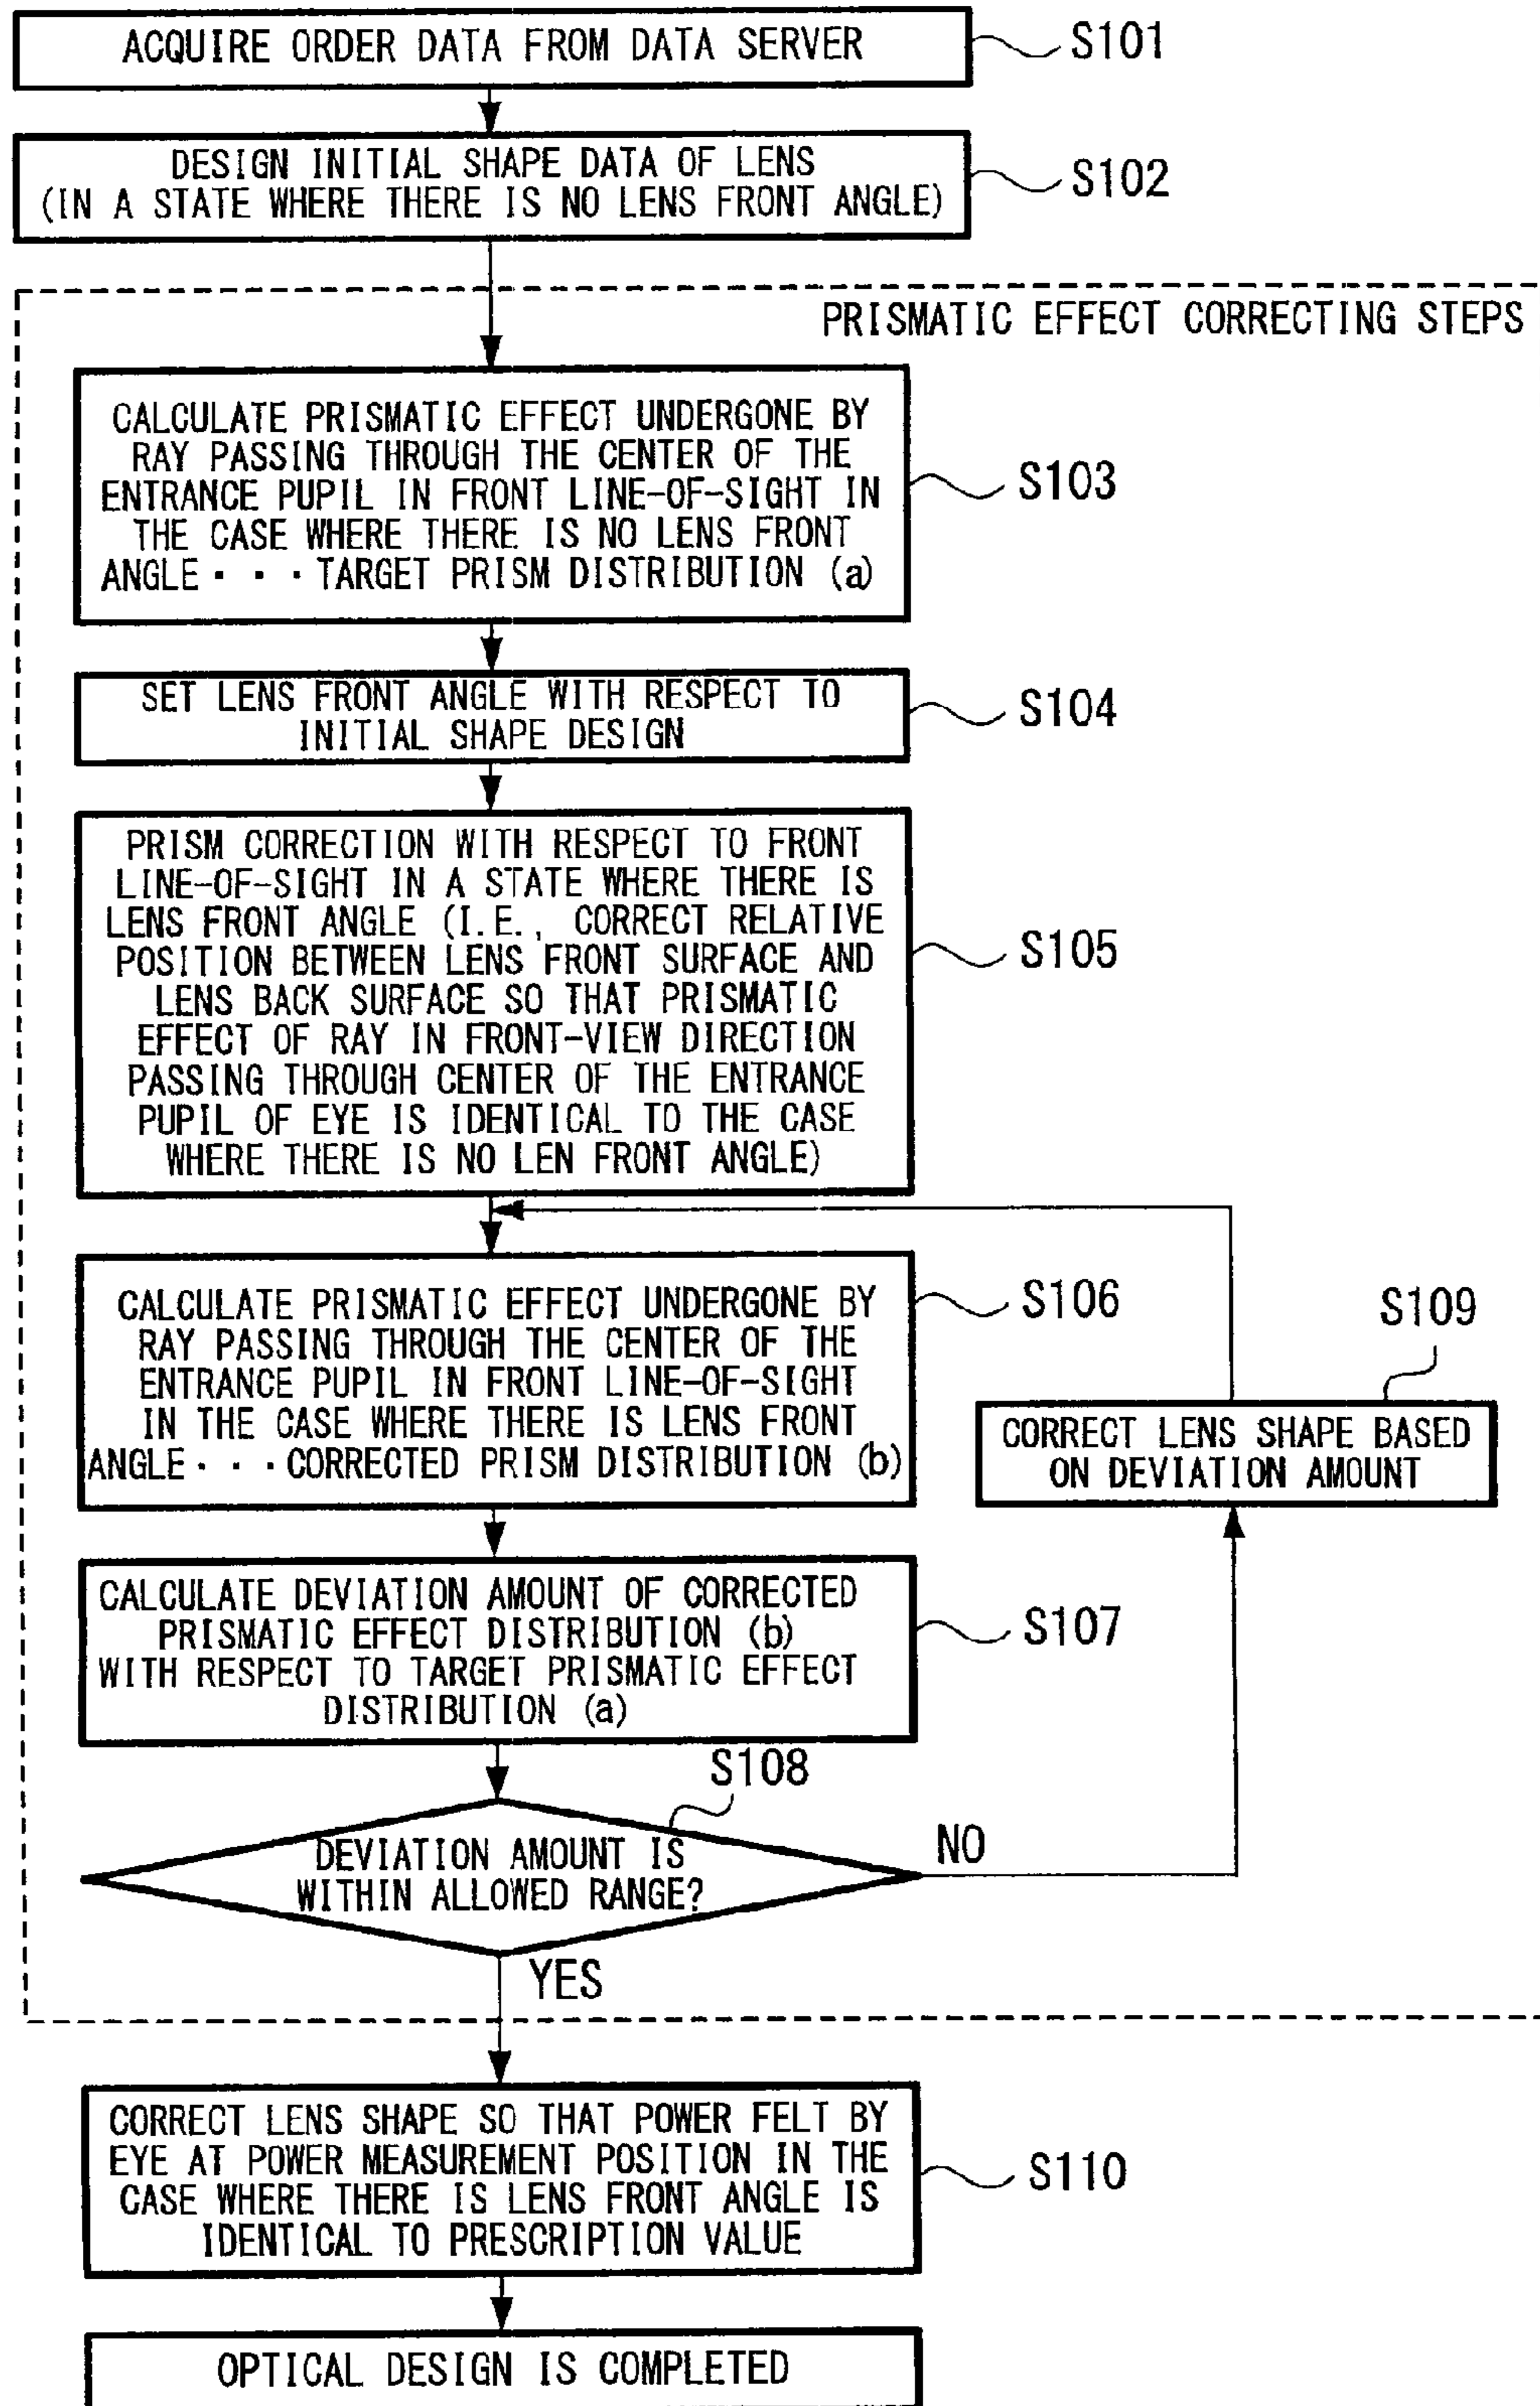 ACQUIRE ORDER DATA FROM DATA SERVER
S101
DESIGN INITIAL SHAPE DATA OF LENS
(IN A STATE WHERE THERE IS NO LENS FRONT ANGLE)
S102
PRISMATIC EFFECT CORRECTING STEPS
CALCULATE PRISMATIC EFFECT UNDERGONE BY
RAY PASSING THROUGH THE CENTER OF THE
ENTRANCE PUPIL IN FRONT LINE-OF-SIGHT IN
THE CASE WHERE THERE IS NO LENS FRONT
ANGLE・・・TARGET PRISM DISTRIBUTION (a)
S103
SET LENS FRONT ANGLE WITH RESPECT TO
INITIAL SHAPE DESIGN
S104
PRISM CORRECTION WITH RESPECT TO FRONT
LINE-OF-SIGHT IN A STATE WHERE THERE IS
LENS FRONT ANGLE (I.E., CORRECT RELATIVE
POSITION BETWEEN LENS FRONT SURFACE AND
LENS BACK SURFACE SO THAT PRISMATIC
EFFECT OF RAY IN FRONT-VIEW DIRECTION
PASSING THROUGH CENTER OF THE ENTRANCE
PUPIL OF EYE IS IDENTICAL TO THE CASE
WHERE THERE IS NO LEN FRONT ANGLE)
S105
CALCULATE PRISMATIC EFFECT UNDERGONE BY
RAY PASSING THROUGH THE CENTER OF THE
ENTRANCE PUPIL IN FRONT LINE-OF-SIGHT
IN THE CASE WHERE THERE IS LENS FRONT
ANGLE・・・CORRECTED PRISM DISTRIBUTION (b)
S106
S109
CORRECT LENS SHAPE BASED
ON DEVIATION AMOUNT
CALCULATE DEVIATION AMOUNT OF CORRECTED
PRISMATIC EFFECT DISTRIBUTION (b)
WITH RESPECT TO TARGET PRISMATIC EFFECT
DISTRIBUTION (a)
S107
S108
DEVIATION AMOUNT IS
WITHIN ALLOWED RANGE?
NO
YES
CORRECT LENS SHAPE SO THAT POWER FELT BY
EYE AT POWER MEASUREMENT POSITION IN THE
CASE WHERE THERE IS LENS FRONT ANGLE IS
IDENTICAL TO PRESCRIPTION VALUE
S110
OPTICAL DESIGN IS COMPLETED